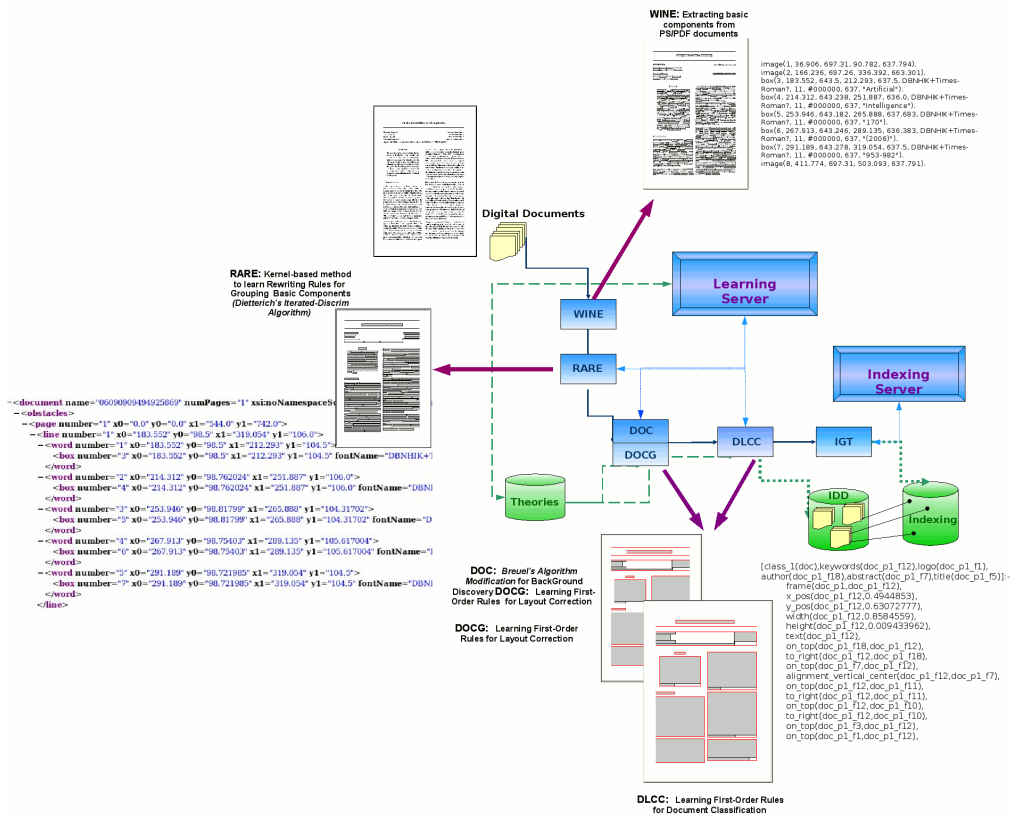 WINE: Extracting basic
components from
PS/PDF documents
image(1, 36.906, 697.31, 90.782, 637.794).
image(2, 166.236, 697.26, 336.392, 663.301).
box(3, 183.552, 643.5, 212.293, 637.5, DBNHIK+Times-
Roman?, 11, #000000, 637, "Artificial").
box(4, 214.312, 643.238, 251.887, 636.0, DBNHIK+Times-
Roman?, 11, #000000, 637, "Intelligence").
box(5, 253.946, 643.182, 265.888, 637.683, DBNHIK+Times-
Roman?, 11, #000000, 637, "170").
box(6, 267.913, 643.246, 289.135, 636.383, DBNHIK+Times-
Roman?, 11, #000000, 637, "(2006)").
box(7, 291.189, 643.278, 319.054, 637.5, DBNHIK+Times-
Roman?, 11, #000000, 637, "953-982").
image(8, 411.774, 697.31, 503.093, 637.791).
Digital Documents
RARE: Kernel-based method
to learn Rewriting Rules for
Grouping Basic Components
(Dietterich's Iterated-Discrim
Algorithm)
Learning
Server
WINE
RARE
Indexing
Server
DOC
DOCG
DLCC
IGT
Theories
IDD
Indexing
<document name="06090909494925869" numPages="1" xsi:noNamespaceSc
−<obstacles>
−<page number="1" x0="0.0" y0="0.0" x1="544.0" y1="742.0">
−<line number="1" x0="183.552" y0="98.5" x1="319.054" y1="106.0">
−<word number="1" x0="183.552" y0="98.5" x1="212.293" y1="104.5">
<box number="3" x0="183.552" y0="98.5" x1="212.293" y1="104.5" fontName="DBNHIK+T
</word>
−<word number="2" x0="214.312" y0="98.762024" x1="251.887" y1="106.0">
<box number="4" x0="214.312" y0="98.762024" x1="251.887" y1="106.0" fontName="DBNI
</word>
−<word number="3" x0="253.946" y0="98.81799" x1="265.888" y1="104.31702">
<box number="5" x0="253.946" y0="98.81799" x1="265.888" y1="104.31702" fontName="D
</word>
−<word number="4" x0="267.913" y0="98.75403" x1="289.135" y1="105.617004">
<box number="6" x0="267.913" y0="98.75403" x1="289.135" y1="105.617004" fontName="I
</word>
−<word number="5" x0="291.189" y0="98.721985" x1="319.054" y1="104.5">
<box number="7" x0="291.189" y0="98.721985" x1="319.054" y1="104.5" fontName="DBNI
</word>
</line>
DOC: Breuel's Algorithm
Modification for BackGround
Discovery DOCG: Learning First-
Order Rules for Layout Correction
DOCG: Learning First-Order
Rules for Layout Correction
[class_1(doc),keywords(doc_p1_f12),logo(doc_p1_f1),
author(doc_p1_f18),abstract(doc_p1_f7),title(doc_p1_f5)]:-
frame(doc_p1,doc_p1_f12),
x_pos(doc_p1_f12,0.4944853),
y_pos(doc_p1_f12,0.63072777),
width(doc_p1_f12,0.8584559),
height(doc_p1_f12,0.009433962),
text(doc_p1_f12),
on_top(doc_p1_f18,doc_p1_f12),
to_right(doc_p1_f12,doc_p1_f18),
on_top(doc_p1_f7,doc_p1_f12),
alignment_vertical_center(doc_p1_f12,doc_p1_f7),
on_top(doc_p1_f12,doc_p1_f11),
to_right(doc_p1_f12,doc_p1_f11),
on_top(doc_p1_f12,doc_p1_f10),
to_right(doc_p1_f12,doc_p1_f10),
on_top(doc_p1_f3,doc_p1_f12),
on_top(doc_p1_f1,doc_p1_f12),
DLCC: Learning First-Order Rules
for Document Classification